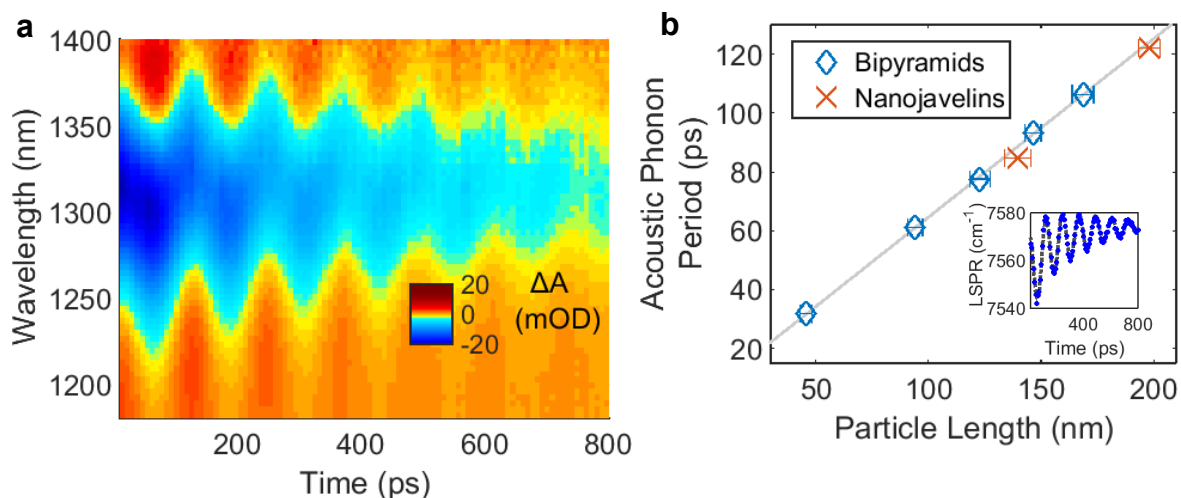 a
1400
1350
1300
1250
1200
Wavelength (nm)
200
400
600
800
Time (ps)
20
0
-20
ΔA
(mOD)
b
120
100
80
60
40
20
Acoustic Phonon
Period (ps)
50
100
150
200
Particle Length (nm)
Bipyramids
Nanojavelins
7580
7560
7540
LSPR (cm⁻¹)
400
800
Time (ps)